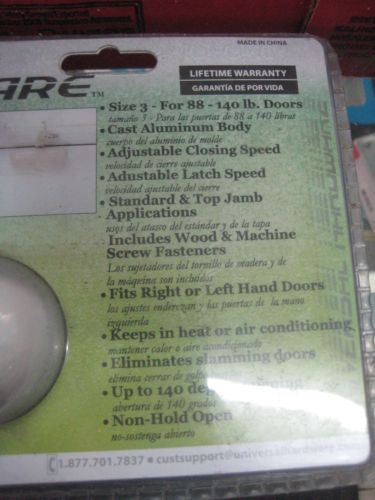 MADE IN CHINA
ARE™
LIFETIME WARRANTY
GARANTÍA DE POR VIDA
• Size 3 - For 88 - 140 lb. Doors
tamaño 3 - Para las puertas de 88 a 140 libras
• Cast Aluminum Body
cuerpo del aluminio de molde
• Adjustable Closing Speed
velocidad de cierre ajustable
• Adustable Latch Speed
velocidad ajustable del cierre
• Standard & Top Jamb
Applications
usos del atasco del estándar y de la tapa
Includes Wood & Machine
Screw Fasteners
Los sujetadores del tornillo de madera y de
la máquina son incluidos
• Fits Right or Left Hand Doors
los ajustes enderezan y las puertas de la mano
izquierda
• Keeps in heat or air conditioning
mantener calor o aire acondicionado
• Eliminates slamming doors
elimina cerrar de
• Up to 140
abertura de 140 grados
• Non-Hold Open
no-sostenga abierto
1.877.701.7837 • custsupport@universalhardware.com